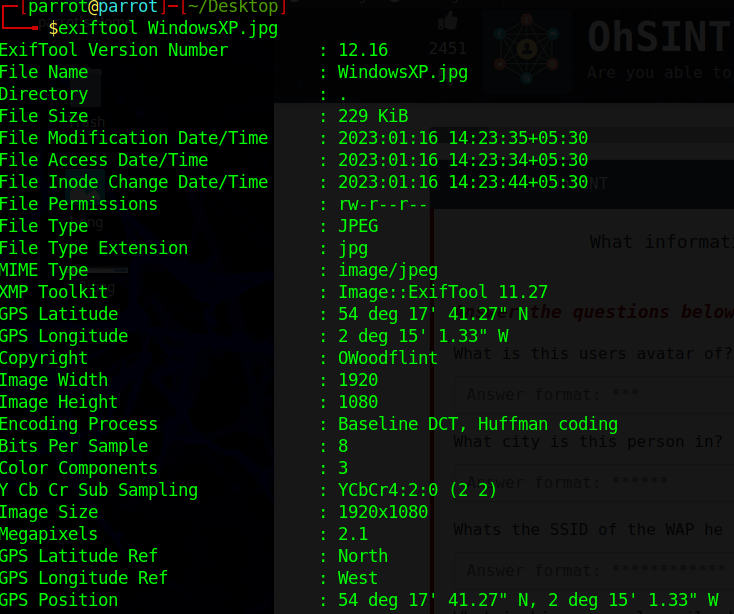 [parrot@parrot]-[~/Desktop]
$exiftool WindowsXP.jpg
2451
OhSINT
Are you able to
ExifTool Version Number : 12.16
File Name : WindowsXP.jpg
Directory : .
File Size : 229 KiB
File Modification Date/Time : 2023:01:16 14:23:35+05:30
File Access Date/Time : 2023:01:16 14:23:34+05:30
File Inode Change Date/Time : 2023:01:16 14:23:44+05:30
File Permissions : rw-r--r--
File Type : JPEG
File Type Extension : jpg
MIME Type : image/jpeg
XMP Toolkit : Image::ExifTool 11.27
GPS Latitude : 54 deg 17' 41.27" N
GPS Longitude : 2 deg 15' 1.33" W
Copyright : OWoodflint
Image Width : 1920
Image Height : 1080
Encoding Process : Baseline DCT, Huffman coding
Bits Per Sample : 8
Color Components : 3
Y Cb Cr Sub Sampling : YCbCr4:2:0 (2 2)
Image Size : 1920x1080
Megapixels : 2.1
GPS Latitude Ref : North
GPS Longitude Ref : West
GPS Position : 54 deg 17' 41.27" N, 2 deg 15' 1.33" W
What informat
the questions below
What is this users avatar of?
Answer format: ***
What city is this person in?
Answer format: ******
Whats the SSID of the WAP he
Answer format: ************